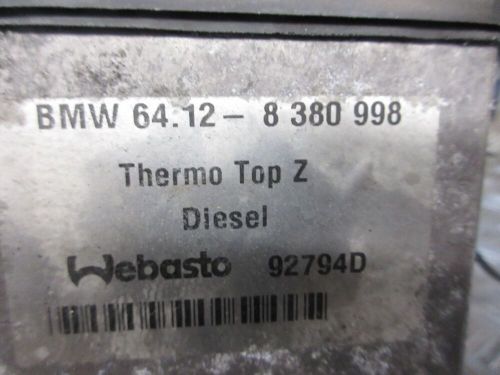 BMW 64.12- 8 380 998
Thermo Top Z
Diesel
Webasto 92794D